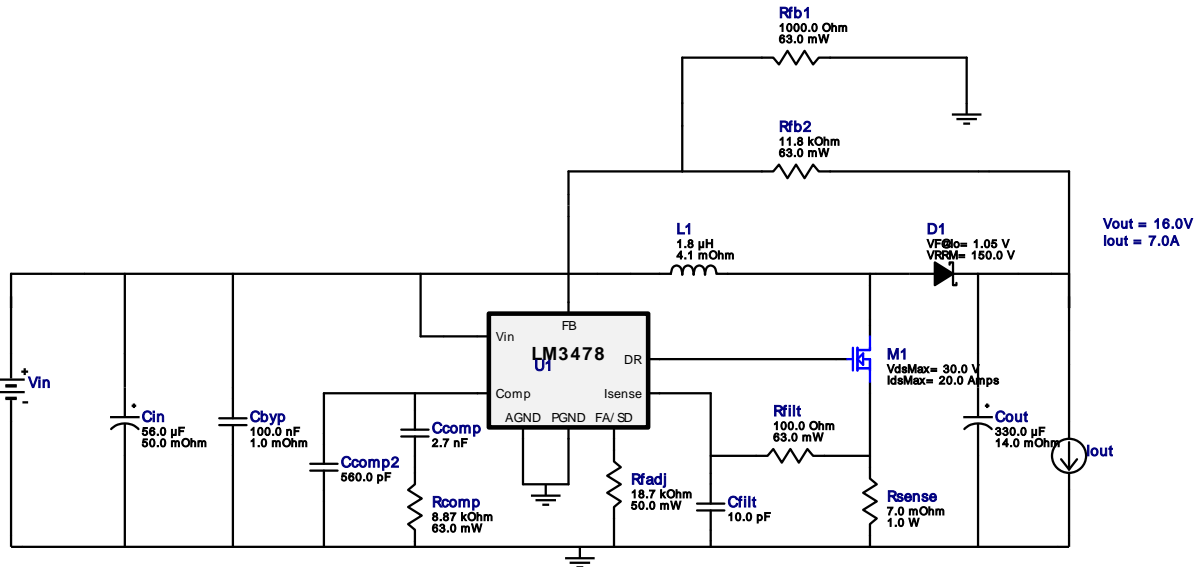 Rfb1
1000.0 Ohm
63.0 mW
Rfb2
11.8 kOhm
63.0 mW
Vout = 16.0V
Iout = 7.0A
L1
1.8 µH
4.1 mOhm
D1
VF@Io= 1.05 V
VRRM= 150.0 V
Vin
FB
LM3478
U1
DR
Comp
Isense
AGND PGND FA/SD
M1
VdsMax= 30.0 V
IdsMax= 20.0 Amps
+
Vin
-
Cin
56.0 µF
50.0 mOhm
Cbyp
100.0 nF
1.0 mOhm
Ccomp
2.7 nF
Ccomp2
560.0 pF
Rcomp
8.87 kOhm
63.0 mW
Rfadj
18.7 kOhm
50.0 mW
Rfilt
100.0 Ohm
63.0 mW
Cfilt
10.0 pF
Rsense
7.0 mOhm
1.0 W
Cout
330.0 µF
14.0 mOhm
Iout